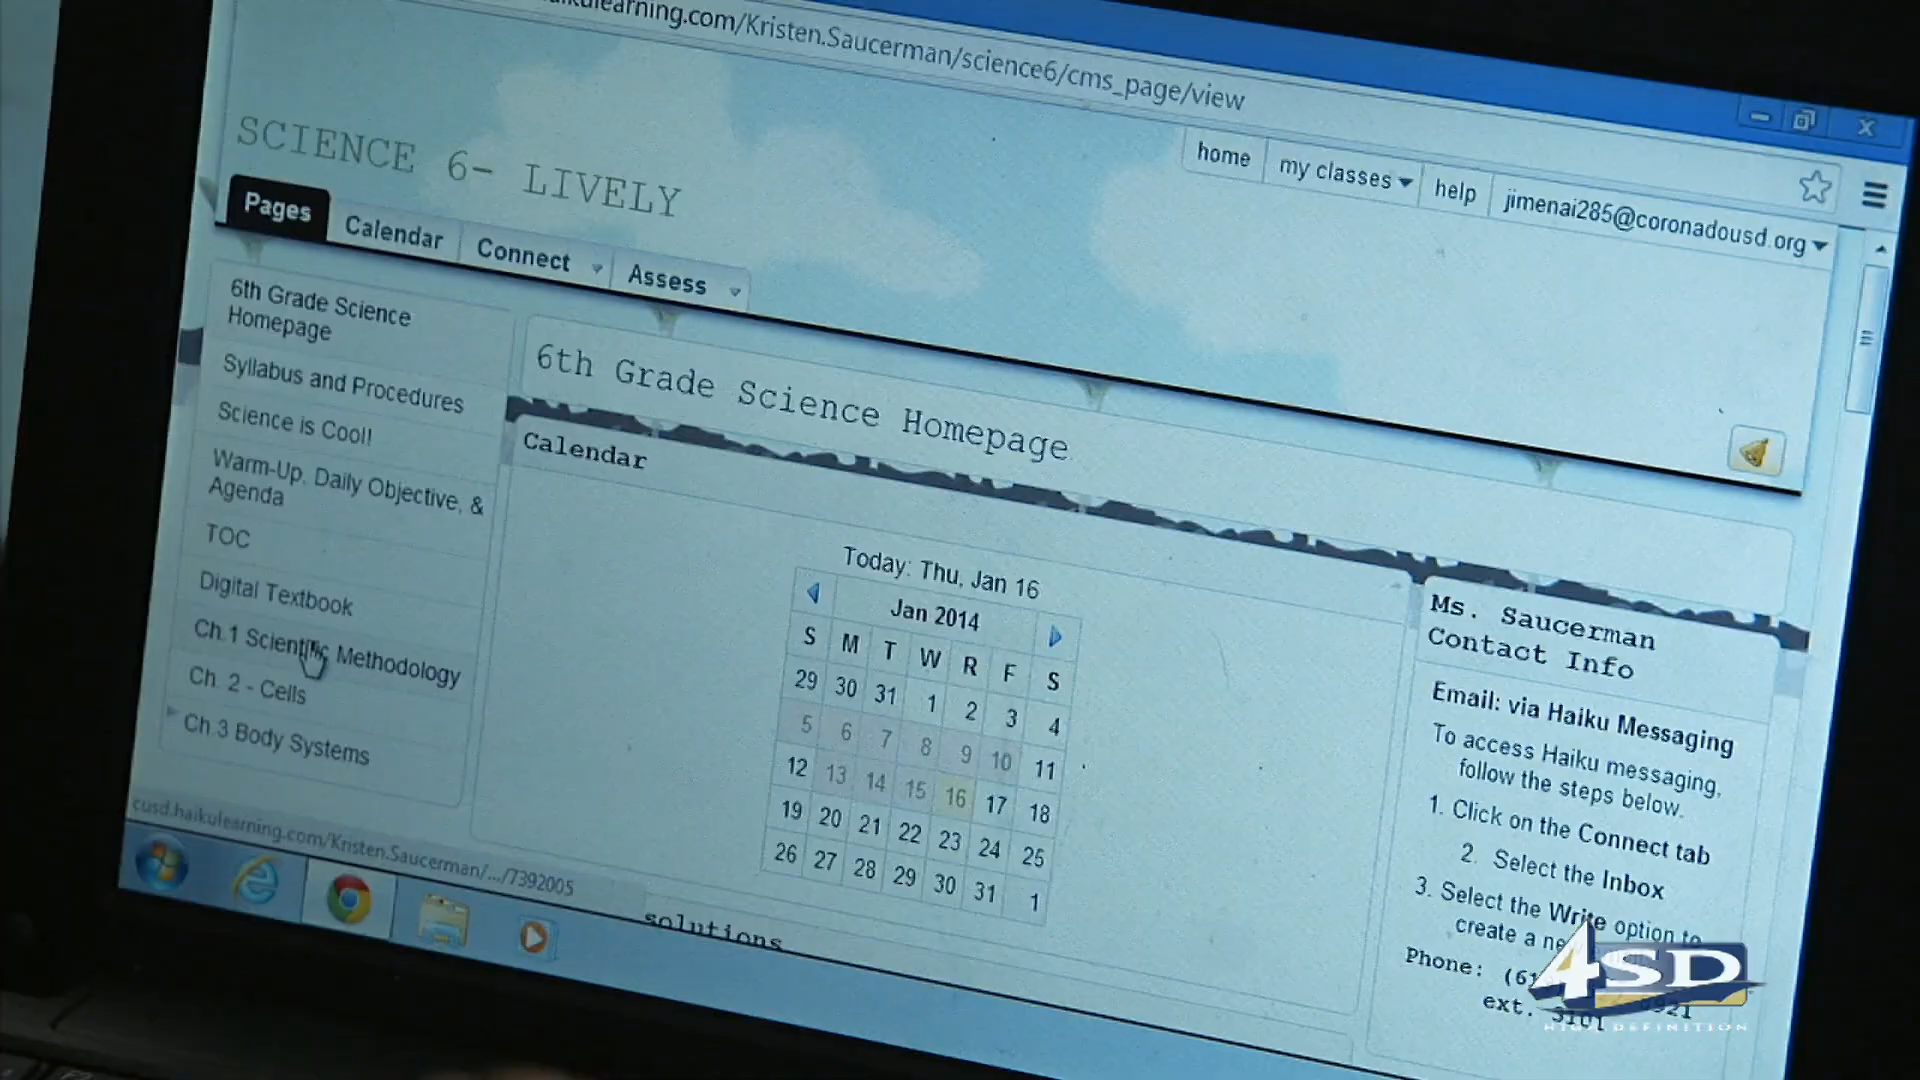 haikulearning.com/Kristen.Saucerman/science6/cms_page/view
SCIENCE 6- LIVELY
home
my classes
help
jimenai285@coronadousd.org
Pages
Calendar
Connect
Assess
6th Grade Science
Homepage
Syllabus and Procedures
Science is Cool!
Warm-Up, Daily Objective, &
Agenda
TOC
Digital Textbook
Ch.1 Scientific Methodology
Ch. 2 - Cells
Ch.3 Body Systems
cusd.haikulearning.com/Kristen.Saucerman/.../7392005
6th Grade Science Homepage
Calendar
Today: Thu, Jan 16
Jan 2014
S M T W R F S
29 30 31 1 2 3 4
5 6 7 8 9 10 11
12 13 14 15 16 17 18
19 20 21 22 23 24 25
26 27 28 29 30 31 1
solutions
Ms. Saucerman
Contact Info
Email: via Haiku Messaging
To access Haiku messaging,
follow the steps below.
1. Click on the Connect tab
2. Select the Inbox
3. Select the Write option to
create a
Phone:
ext. 3101
4SD
HIGH DEFINITION